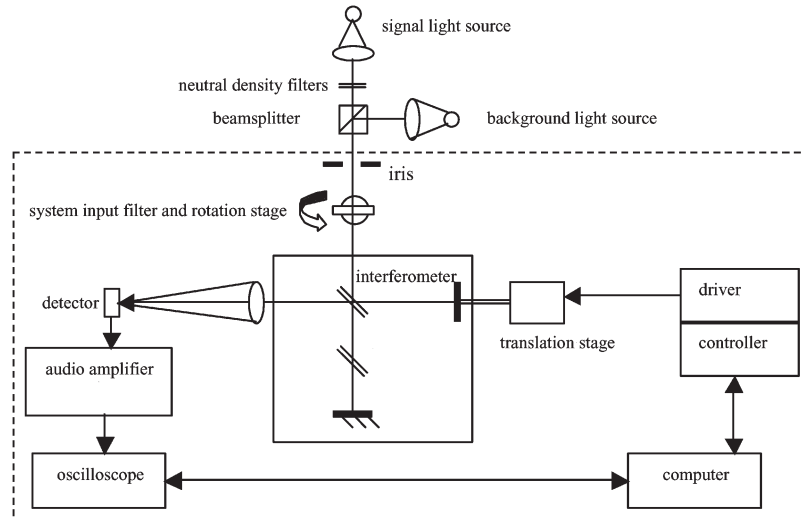 signal light source
neutral density filters
beamsplitter
background light source
iris
system input filter and rotation stage
interferometer
detector
driver
translation stage
controller
audio amplifier
oscilloscope
computer